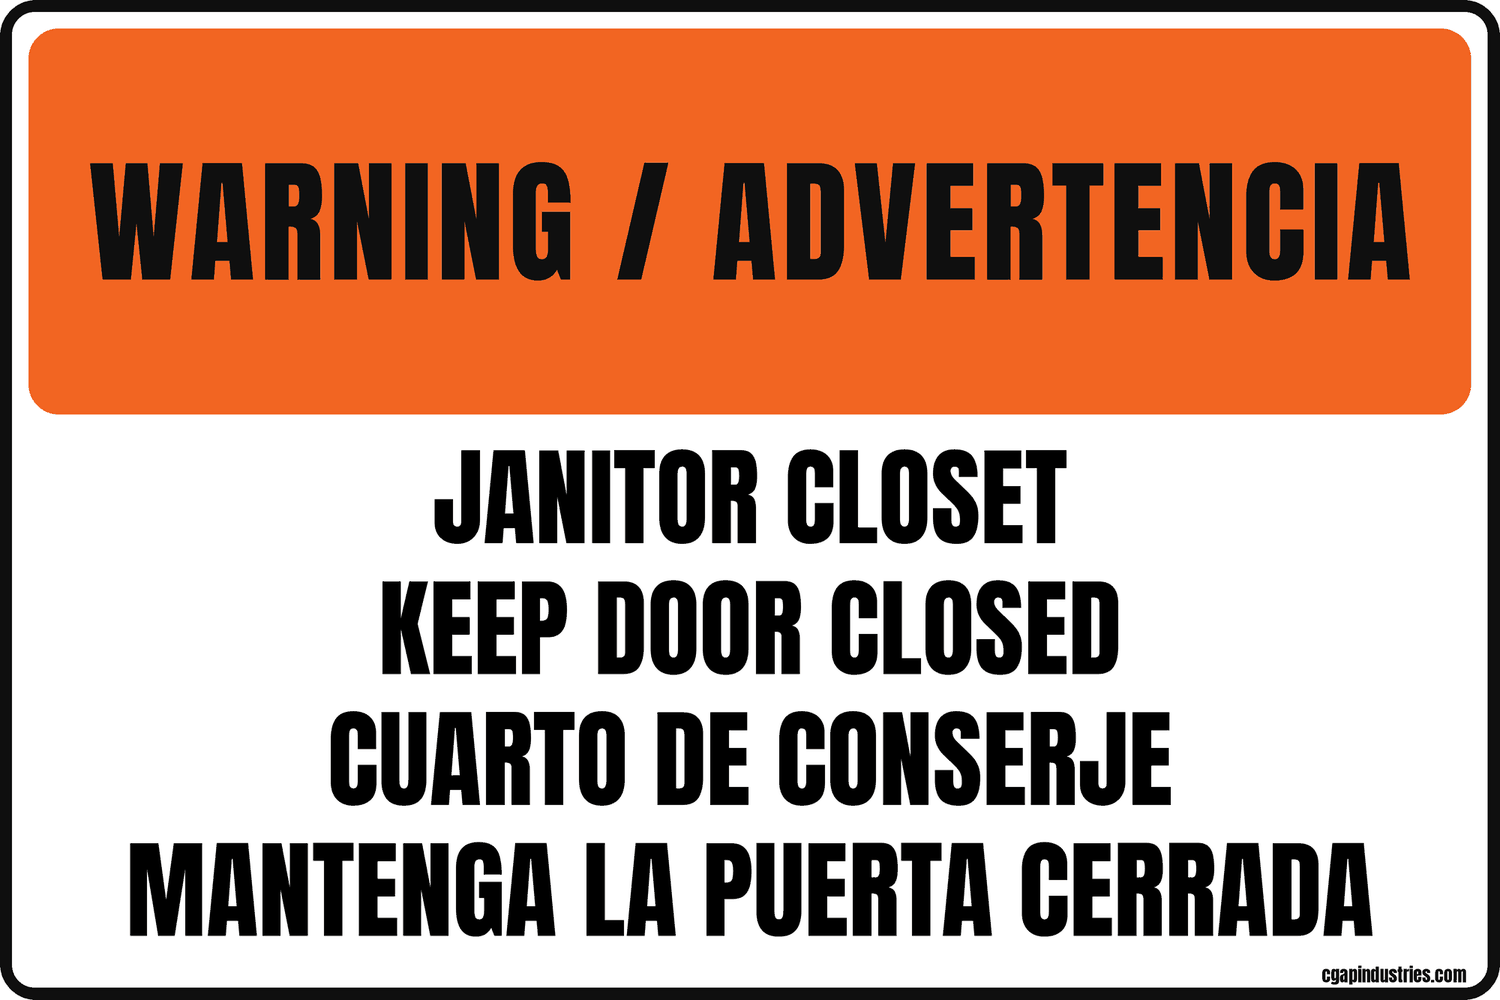 WARNING / ADVERTENCIA
JANITOR CLOSET
KEEP DOOR CLOSED
CUARTO DE CONSERJE
MANTENGA LA PUERTA CERRADA
cgapindustries.com